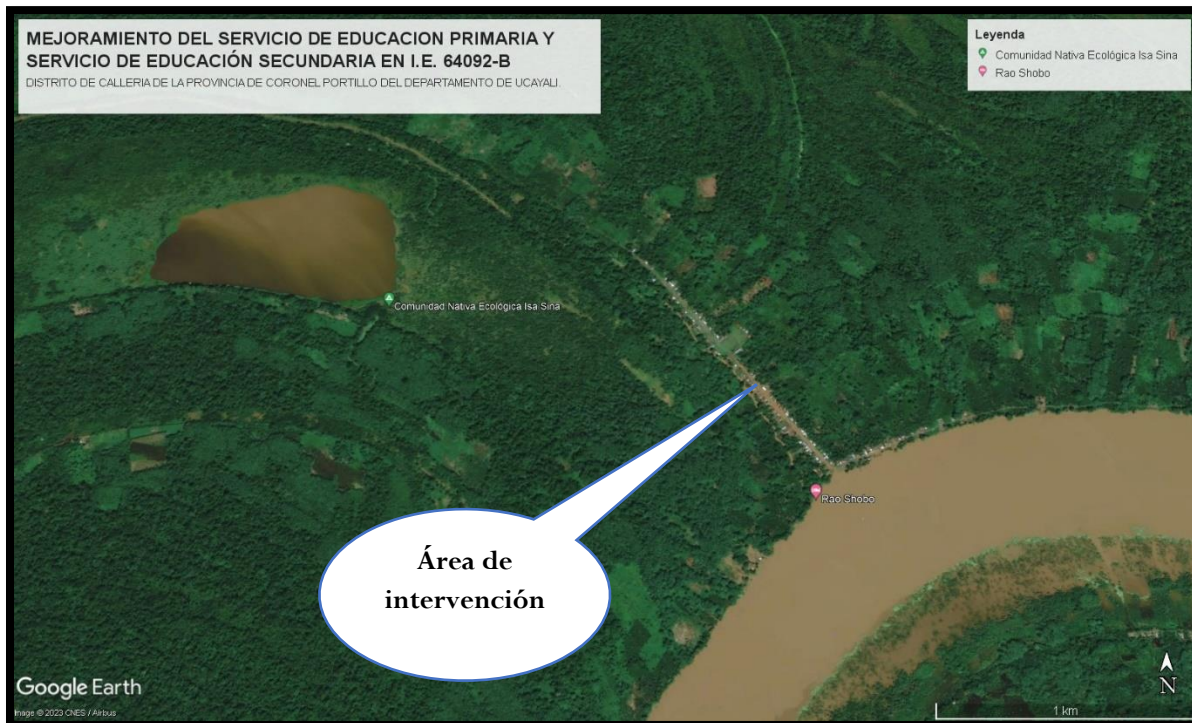 MEJORAMIENTO DEL SERVICIO DE EDUCACION PRIMARIA Y
SERVICIO DE EDUCACIÓN SECUNDARIA EN I.E. 64092-B
DISTRITO DE CALLERIA DE LA PROVINCIA DE CORONEL PORTILLO DEL DEPARTAMENTO DE UCAYALI.
Leyenda
Comunidad Nativa Ecológica Isa Sina
Rao Shobo
Comunidad Nativa Ecológica Isa Sina
Rao Shobo
Área de
intervención
Google Earth
Image © 2023 CNES / Airbus
N
1 km